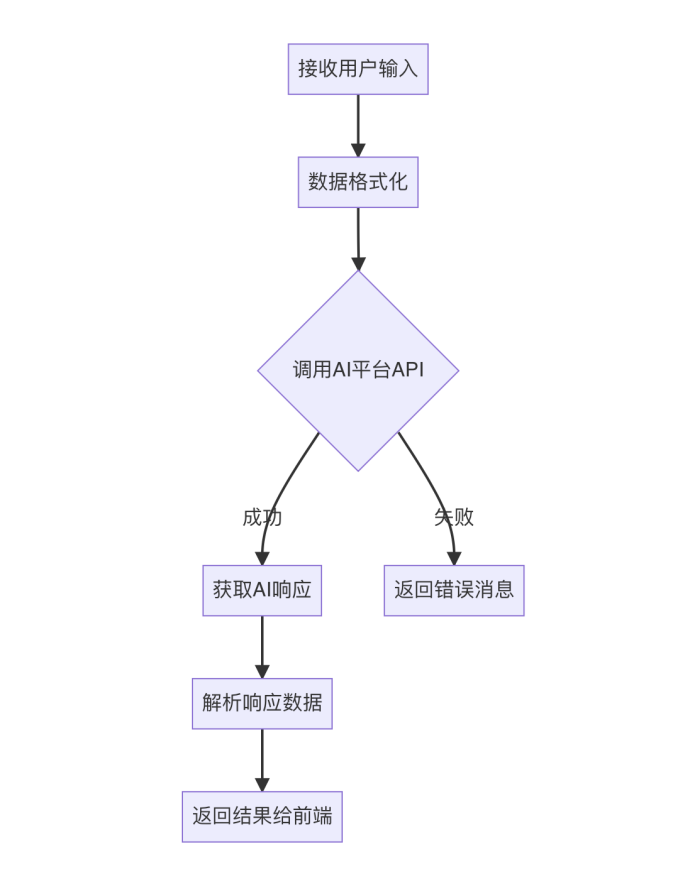 接收用户输入
数据格式化
调用AI平台API
成功
失败
获取AI响应
返回错误消息
解析响应数据
返回结果给前端